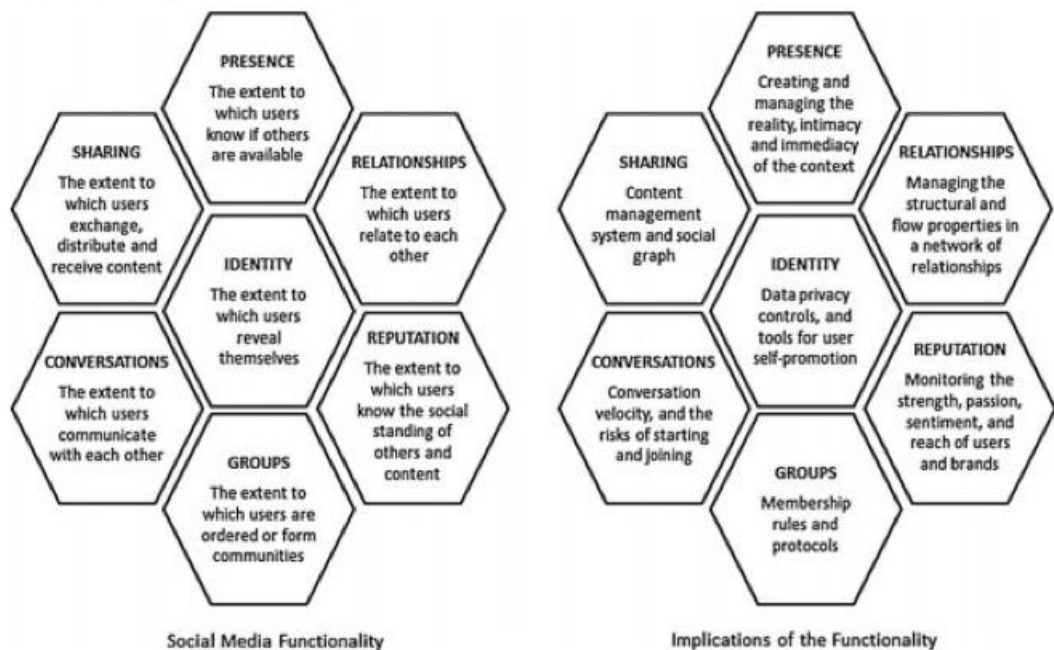 PRESENCE
The extent to
which users
know if others
are available
SHARING
The extent to
which users
exchange,
distribute and
receive content
RELATIONSHIPS
The extent to
which users
relate to each
other
IDENTITY
The extent to
which users
reveal
themselves
CONVERSATIONS
The extent to
which users
communicate
with each other
REPUTATION
The extent to
which users
know the social
standing of
others and
content
GROUPS
The extent to
which users are
ordered or form
communities
Social Media Functionality
PRESENCE
Creating and
managing the
reality, intimacy
and immediacy
of the context
SHARING
Content
management
system and social
graph
RELATIONSHIPS
Managing the
structural and
flow properties in
a network of
relationships
IDENTITY
Data privacy
controls, and
tools for user
self-promotion
CONVERSATIONS
Conversation
velocity, and the
risks of starting
and joining
REPUTATION
Monitoring the
strength, passion,
sentiment, and
reach of users
and brands
GROUPS
Membership
rules and
protocols
Implications of the Functionality